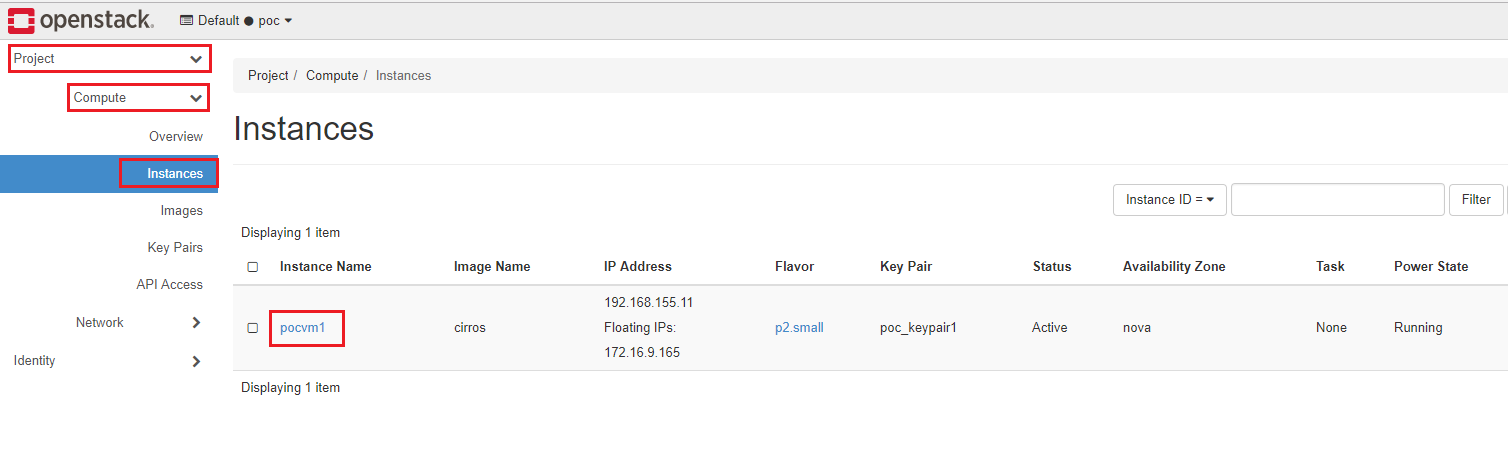 openstack. Default ● poc
Project
Compute
Overview
Instances
Images
Key Pairs
API Access
Network
Identity
Project / Compute / Instances
Instances
Instance ID = Filter
Displaying 1 item
Instance Name Image Name IP Address Flavor Key Pair Status Availability Zone Task Power State
192.168.155.11
pocvm1 cirros Floating IPs: p2.small poc_keypair1 Active nova None Running
172.16.9.165
Displaying 1 item